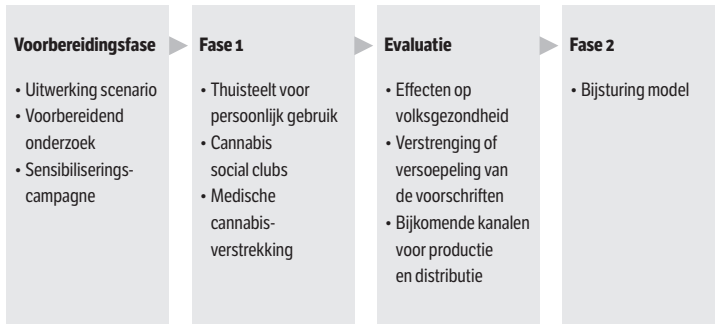 Voorbereidingsfase
• Uitwerking scenario
• Voorbereidend
onderzoek
• Sensibiliserings-
campagne
Fase 1
• Thuisteelt voor
persoonlijk gebruik
• Cannabis
social clubs
• Medische
cannabis-
verstrekking
Evaluatie
• Effecten op
volksgezondheid
• Verstrenging of
versoepeling van
de voorschriften
• Bijkomende kanalen
voor productie
en distributie
Fase 2
• Bijsturing model